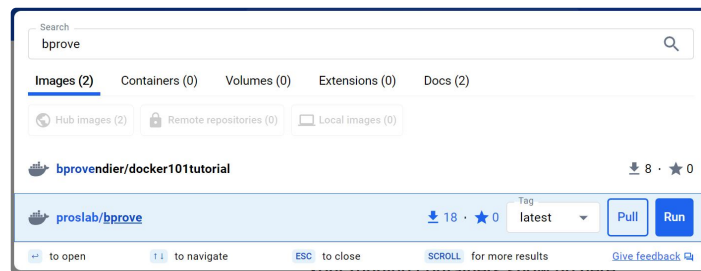 Search
bprove
Images (2) Containers (0) Volumes (0) Extensions (0) Docs (2)
Hub images (2) Remote repositories (0) Local images (0)
bprovendier/docker101tutorial 8 · 0
Tag
proslab/bprove 18 · 0 latest Pull Run
to open ↑↓ to navigate ESC to close SCROLL for more results Give feedback